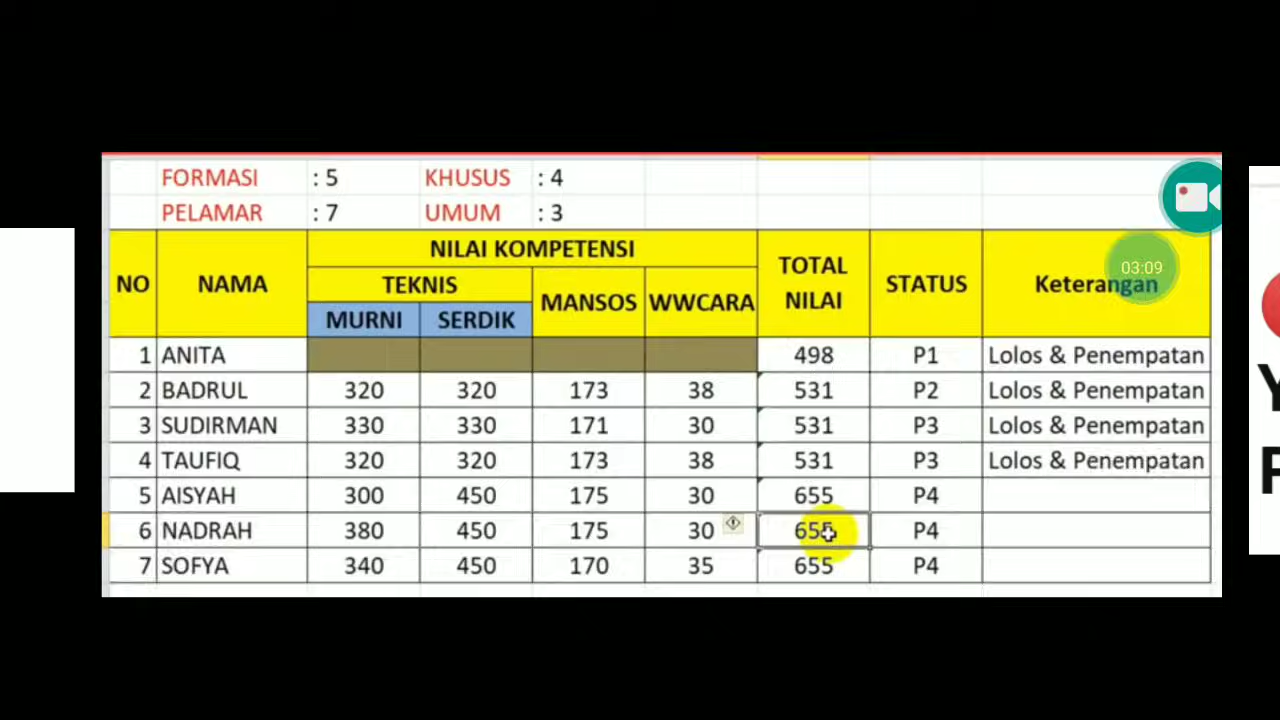 FORMASI : 5 KHUSUS : 4
PELAMAR : 7 UMUM : 3
NO NAMA NILAI KOMPETENSI TOTAL NILAI STATUS Keterangan
TEKNIS MANSOS WWCARA
MURNI SERDIK
03:09
1 ANITA 498 P1 Lolos & Penempatan
2 BADRUL 320 320 173 38 531 P2 Lolos & Penempatan
3 SUDIRMAN 330 330 171 30 531 P3 Lolos & Penempatan
4 TAUFIQ 320 320 173 38 531 P3 Lolos & Penempatan
5 AISYAH 300 450 175 30 655 P4
6 NADRAH 380 450 175 30 655 P4
7 SOFYA 340 450 170 35 655 P4